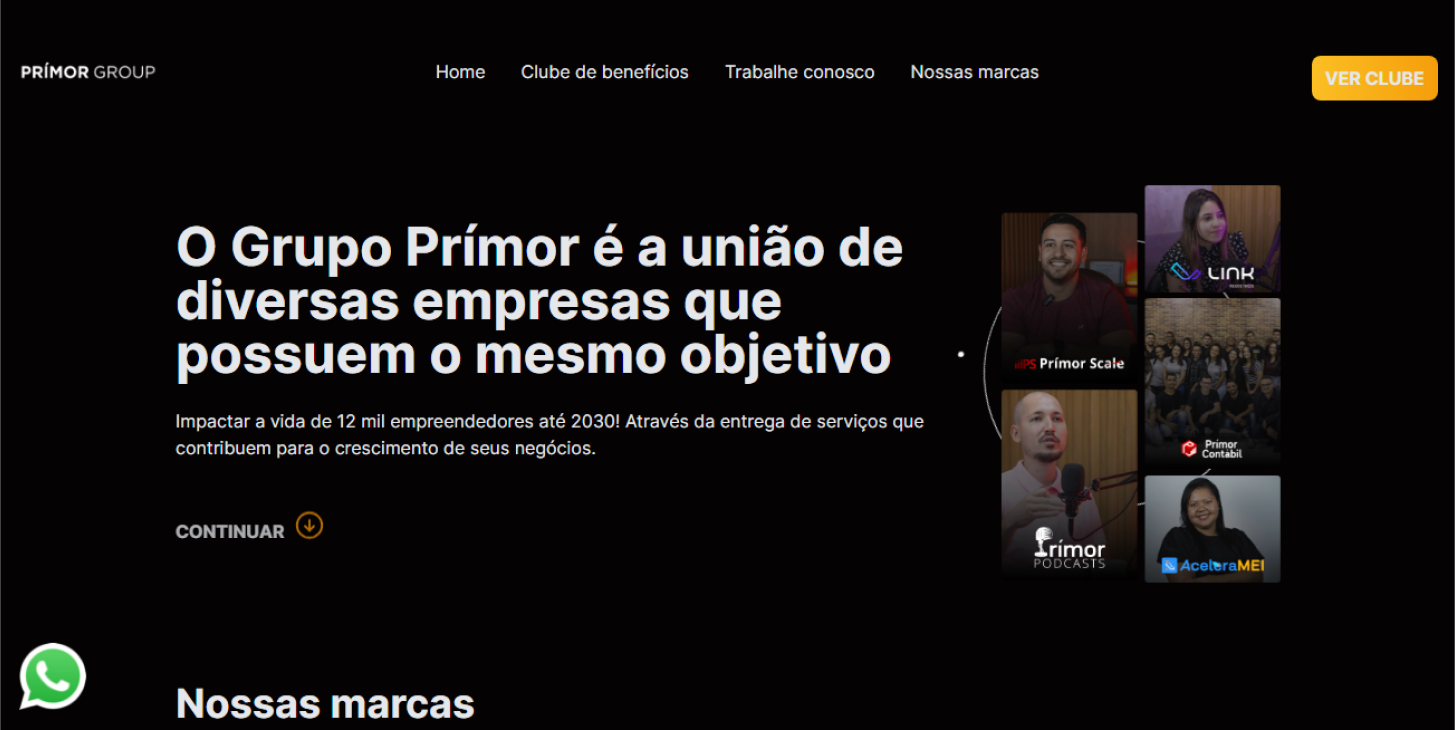 PRÍMOR GROUP
Home
Clube de benefícios
Trabalhe conosco
Nossas marcas
VER CLUBE
O Grupo Prímor é a união de
diversas empresas que
possuem o mesmo objetivo
Impactar a vida de 12 mil empreendedores até 2030! Através da entrega de serviços que
contribuem para o crescimento de seus negócios.
CONTINUAR
LINK
PS Prímor Scale
Prímor
Contábil
Prímor
PODCASTS
AceleraMEI
Nossas marcas